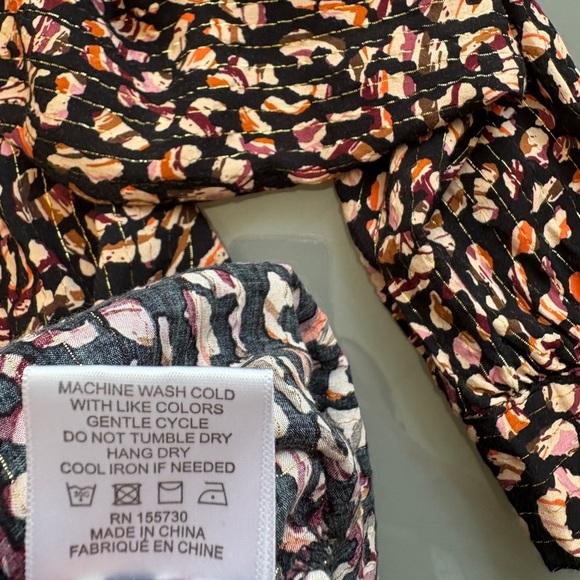 MACHINE WASH COLD
WITH LIKE COLORS
GENTLE CYCLE
DO NOT TUMBLE DRY
HANG DRY
COOL IRON IF NEEDED
RN 155730
MADE IN CHINA
FABRIQUÉ EN CHINE